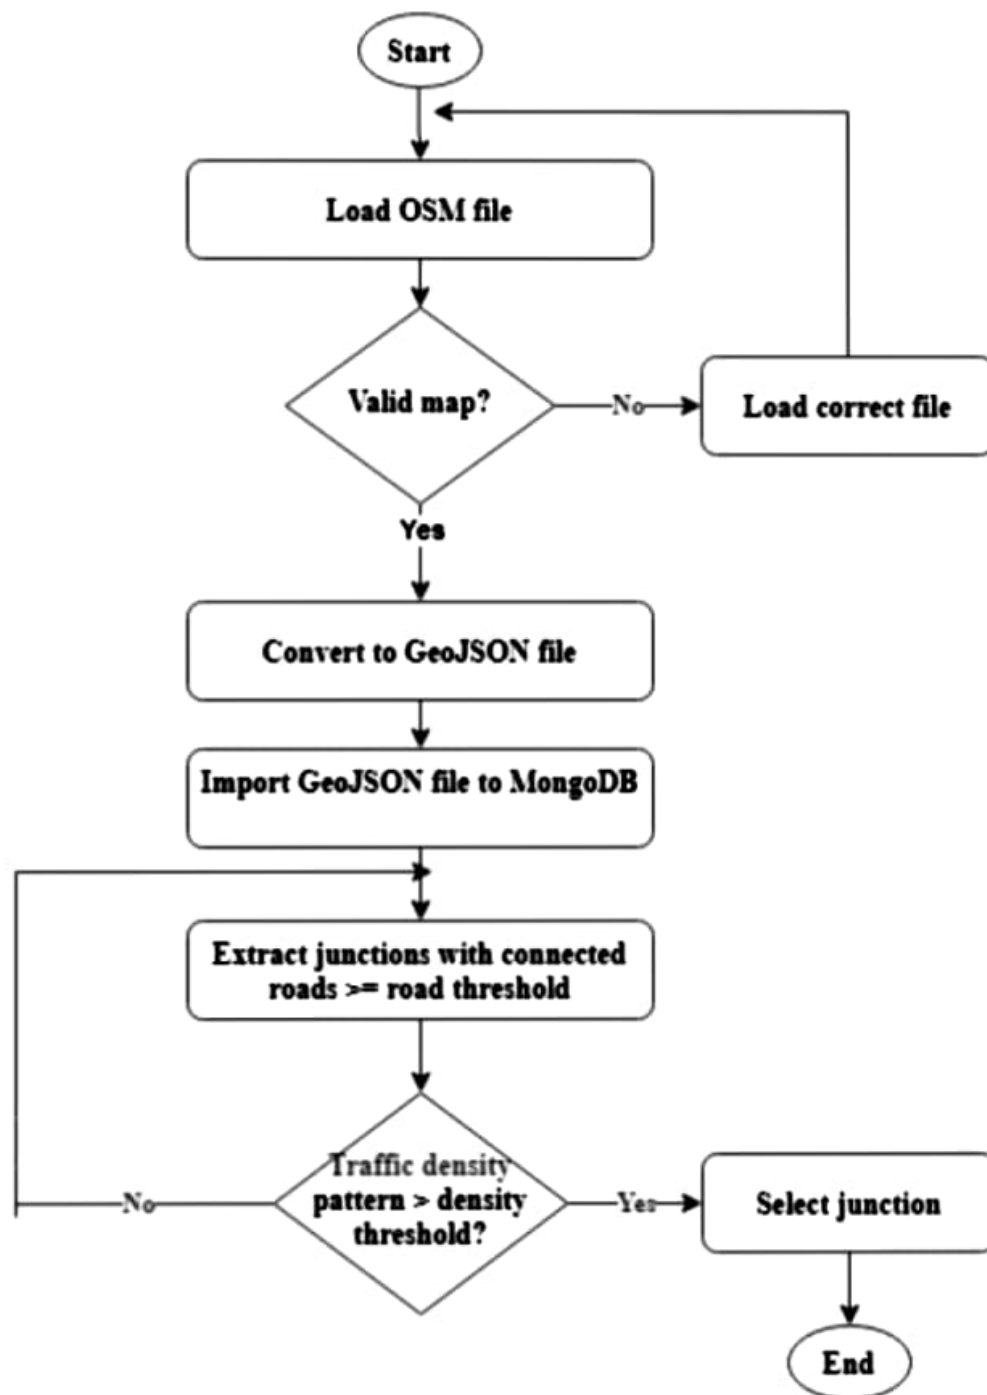 Start
Load OSM file
Valid map?
No
Load correct file
Yes
Convert to GeoJSON file
Import GeoJSON file to MongoDB
Extract junctions with connected
roads >= road threshold
Traffic density
pattern > density
threshold?
No
Yes
Select junction
End